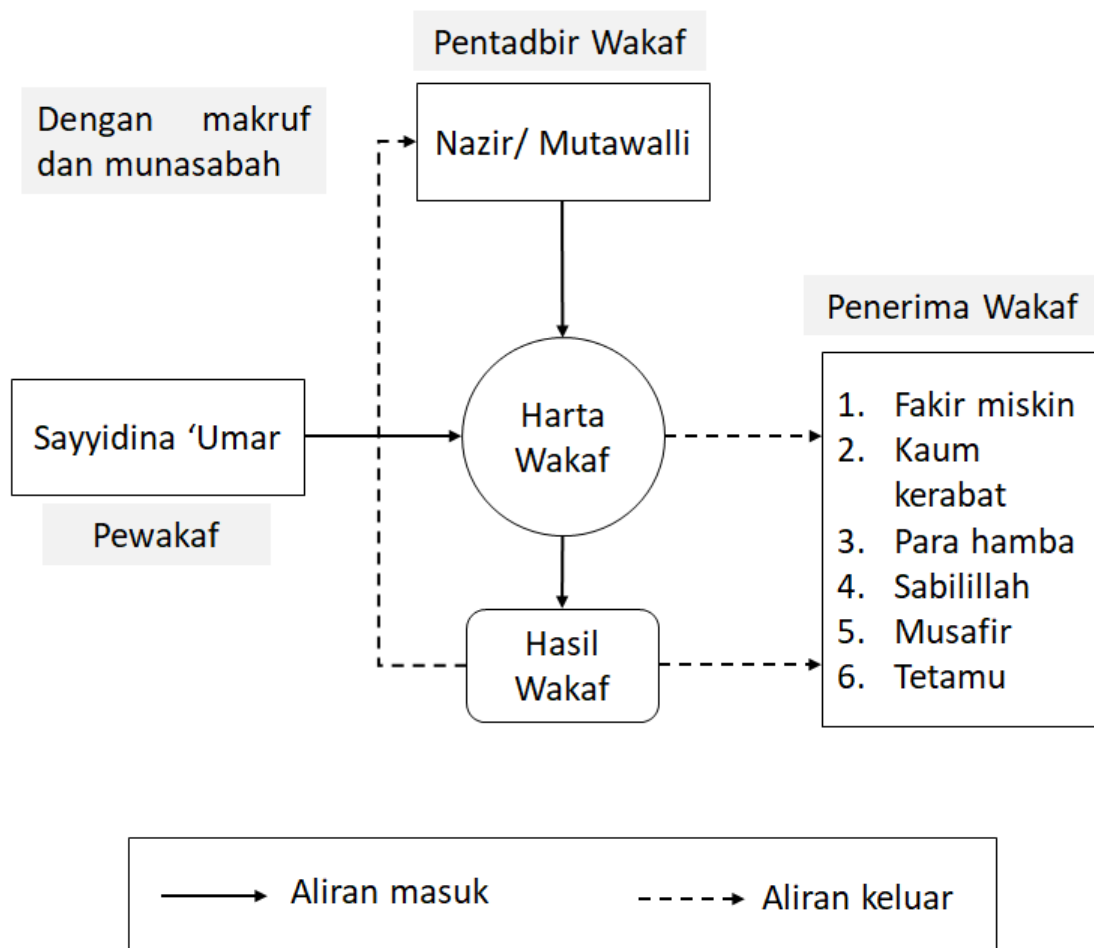 Pentadbir Wakaf
Dengan makruf
dan munasabah
Nazir/ Mutawalli
Penerima Wakaf
Sayyidina ‘Umar
Pewakaf
Harta
Wakaf
1. Fakir miskin
2. Kaum
kerabat
3. Para hamba
4. Sabilillah
5. Musafir
6. Tetamu
Hasil
Wakaf
Aliran masuk
Aliran keluar